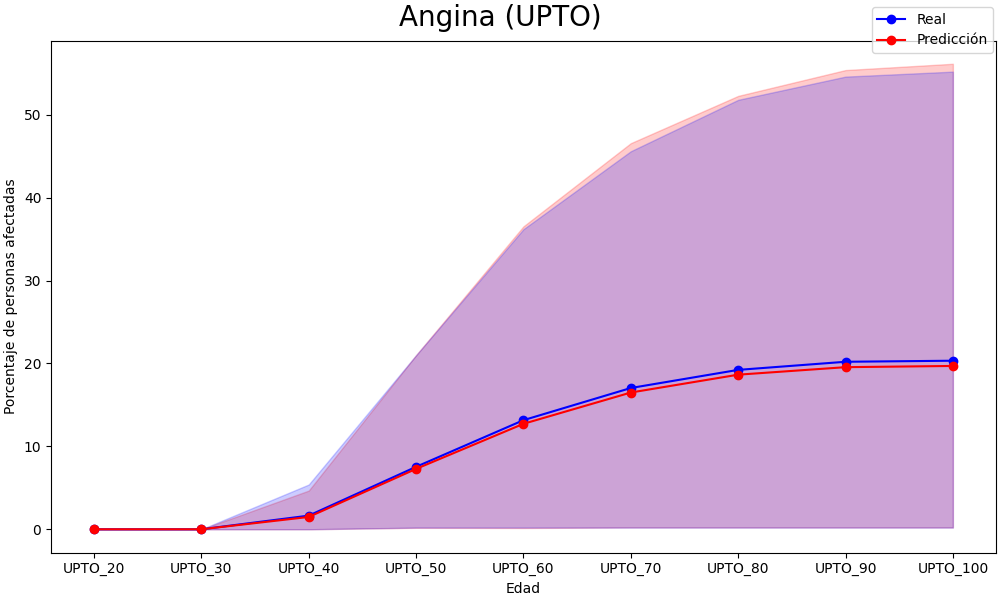 Angina (UPTO)
Real
Predicción
Porcentaje de personas afectadas
50
40
30
20
10
0
UPTO_20 UPTO_30 UPTO_40 UPTO_50 UPTO_60 UPTO_70 UPTO_80 UPTO_90 UPTO_100
Edad